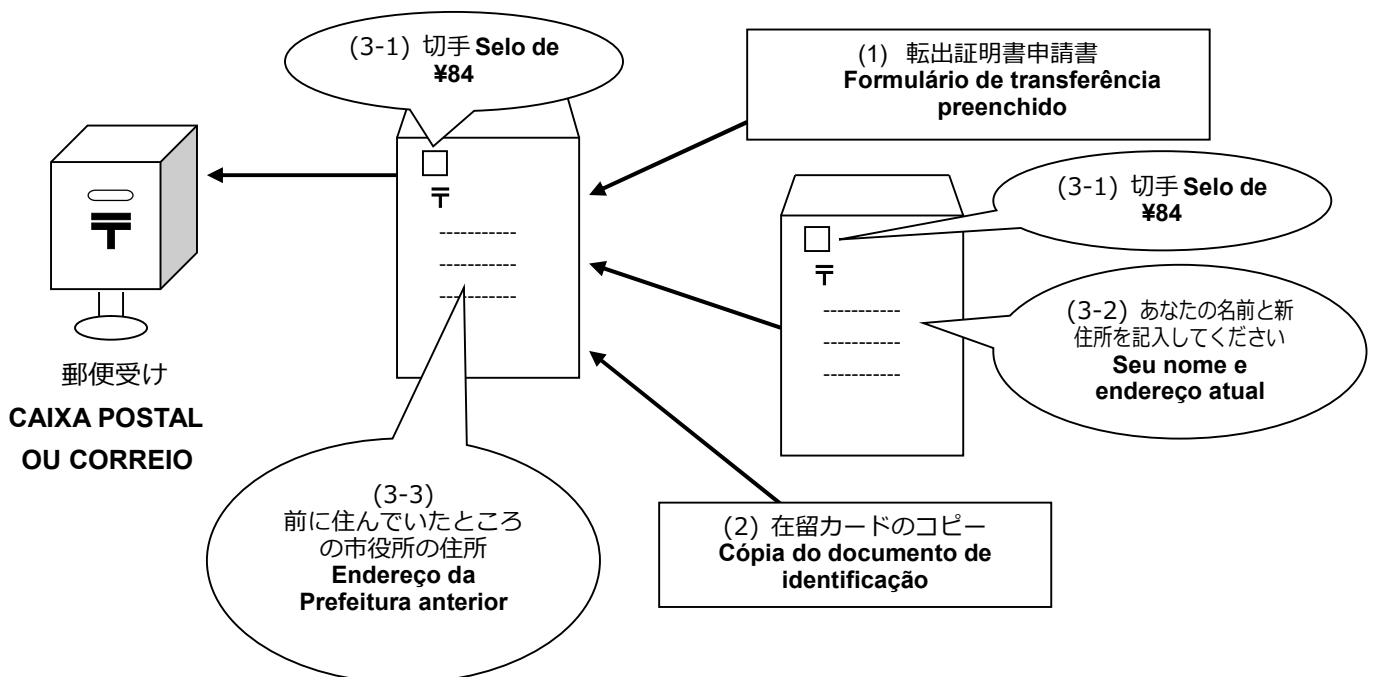 (3-1) 切手 Selo de
¥84
(1) 転出証明書申請書
Formulário de transferência
preenchido
〒
〒
-----------
-----------
-----------
(3-1) 切手 Selo de
¥84
〒
-----------
-----------
-----------
(3-2) あなたの名前と新
住所を記入してください
Seu nome e
endereço atual
郵便受け
CAIXA POSTAL
OU CORREIO
(3-3)
前に住んでいたところ
の市役所の住所
Endereço da
Prefeitura anterior
(2) 在留カードのコピー
Cópia do documento de
identificação